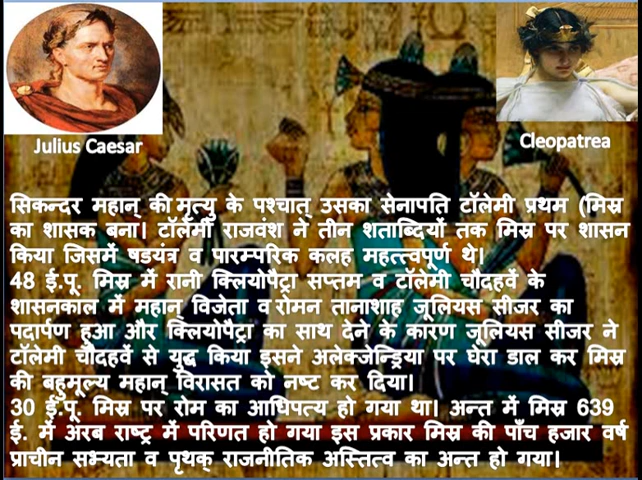 Julius Caesar
Cleopatrea
सिकन्दर महान् की मृत्यु के पश्चात् उसका सेनापति टॉलेमी प्रथम (मिस्र
का शासक बना। टॉलेमी राजवंश ने तीन शताब्दियों तक मिस्र पर शासन
किया जिसमें षडयंत्र व पारम्परिक कलह महत्त्वपूर्ण थे।
48 ई.पू. मिस्र में रानी क्लियोपैट्रा सप्तम व टॉलेमी चौदहवें के
शासनकाल में महान् विजेता व रोमन तानाशाह जूलियस सीजर का
पदार्पण हुआ और क्लियोपैट्रा का साथ देने के कारण जूलियस सीजर ने
टॉलेमी चौदहवें से युद्ध किया इसने अलेक्जेन्ड्रिया पर घेरा डाल कर मिस्र
की बहुमूल्य महान् विरासत को नष्ट कर दिया।
30 ई.पू. मिस्र पर रोम का आधिपत्य हो गया था। अन्त में मिस्र 639
ई. में अरब राष्ट्र में परिणत हो गया इस प्रकार मिस्र की पाँच हजार वर्ष
प्राचीन सभ्यता व पृथक् राजनीतिक अस्तित्व का अन्त हो गया।